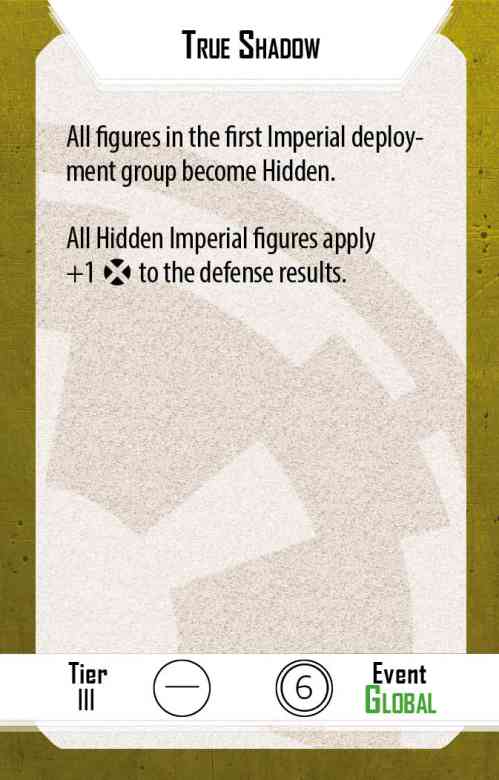 True Shadow
All figures in the first Imperial deploy-
ment group become Hidden.
All Hidden Imperial figures apply
+1 to the defense results.
Tier
III
—
6
Event
Global